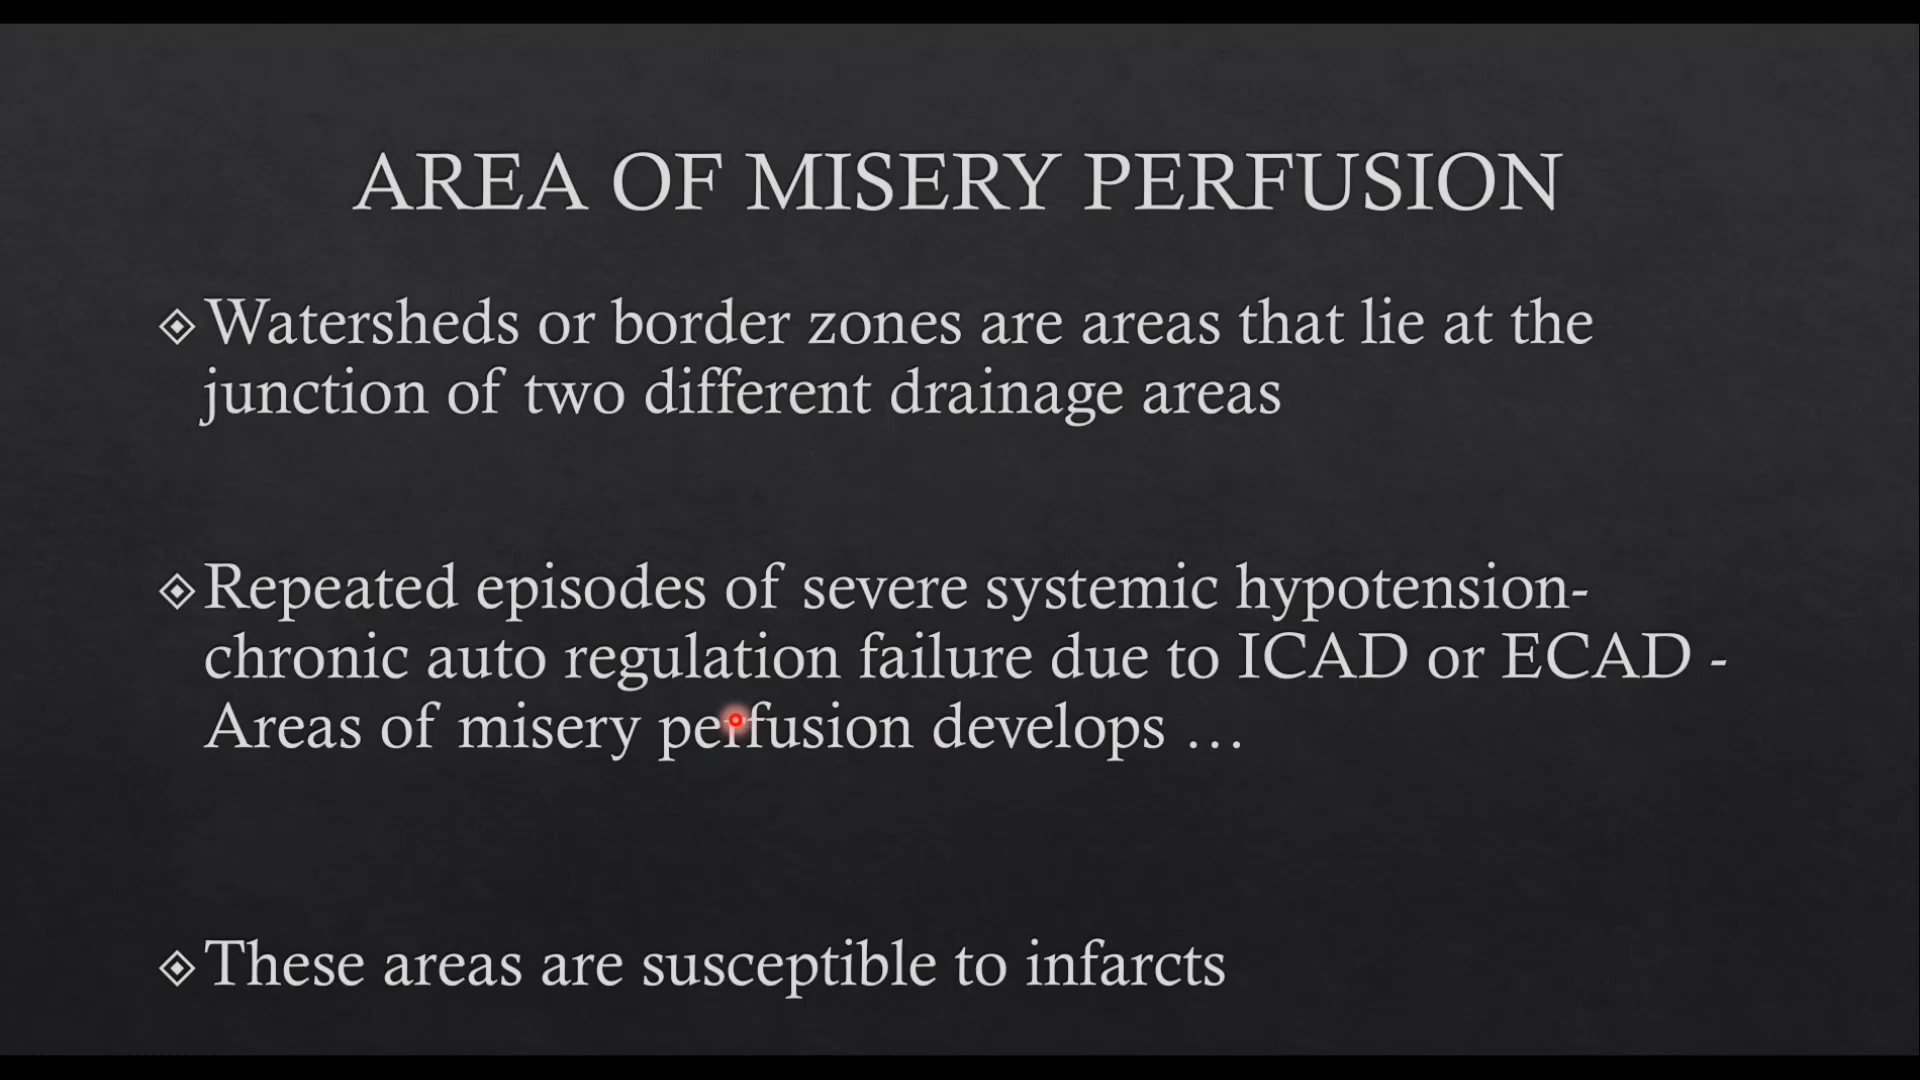 AREA OF MISERY PERFUSION
Watersheds or border zones are areas that lie at the
junction of two different drainage areas
Repeated episodes of severe systemic hypotension-
chronic auto regulation failure due to ICAD or ECAD -
Areas of misery perfusion develops …
These areas are susceptible to infarcts